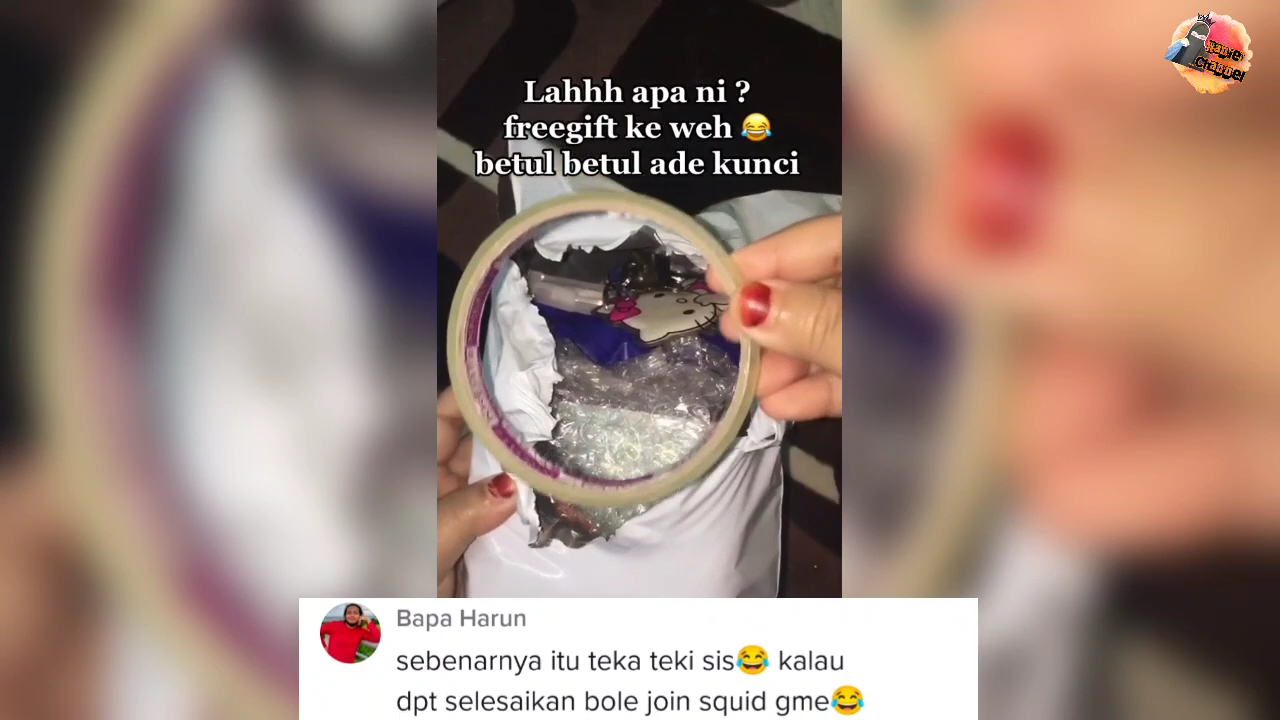 Lahhh apa ni ?
freegift ke weh 😂
betul betul ade kunci
Bapa Harun
sebenarnya itu teka teki sis😂 kalau
dpt selesaikan bole join squid gme😂